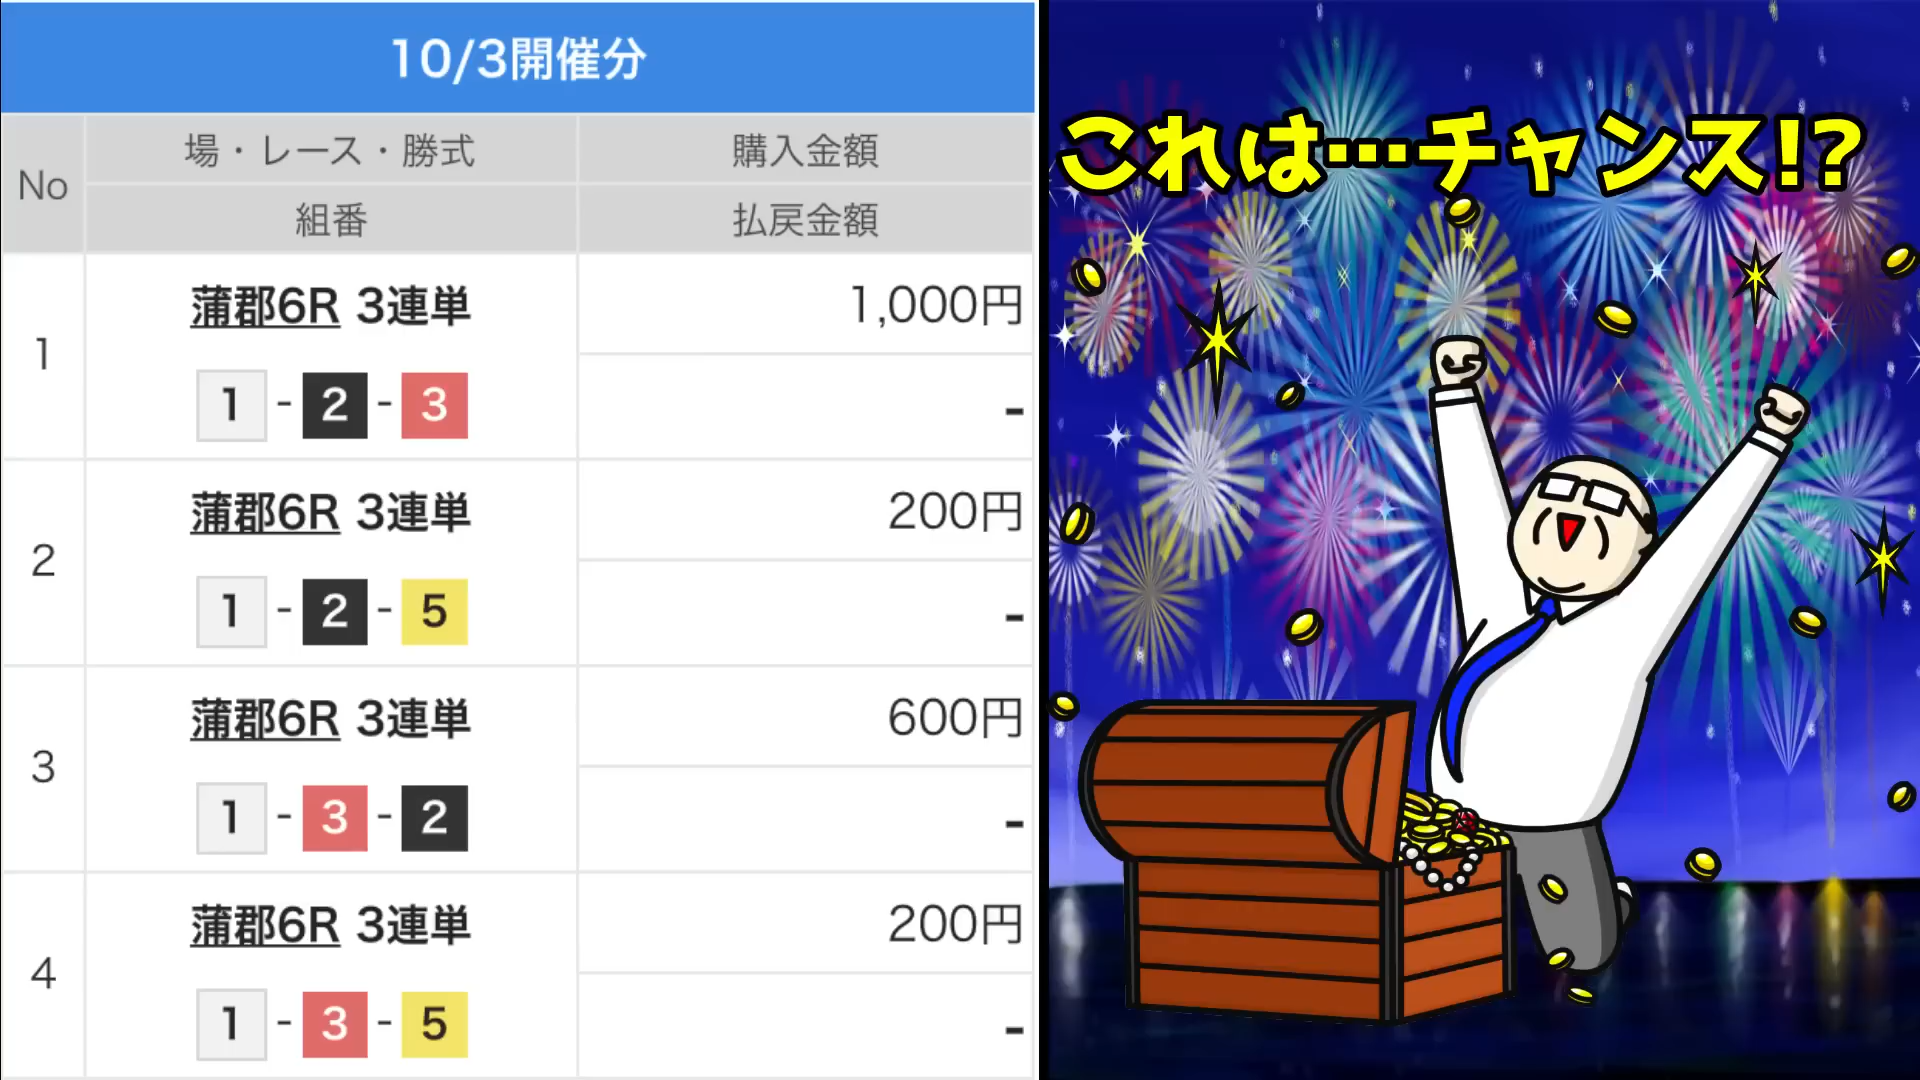 10/3開催分
No
場・レース・勝式
購入金額
組番
払戻金額
1
蒲郡6R 3連単
1,000円
1-2-3
-
2
蒲郡6R 3連単
200円
1-2-5
-
3
蒲郡6R 3連単
600円
1-3-2
-
4
蒲郡6R 3連単
200円
1-3-5
-
これは…チャンス!?